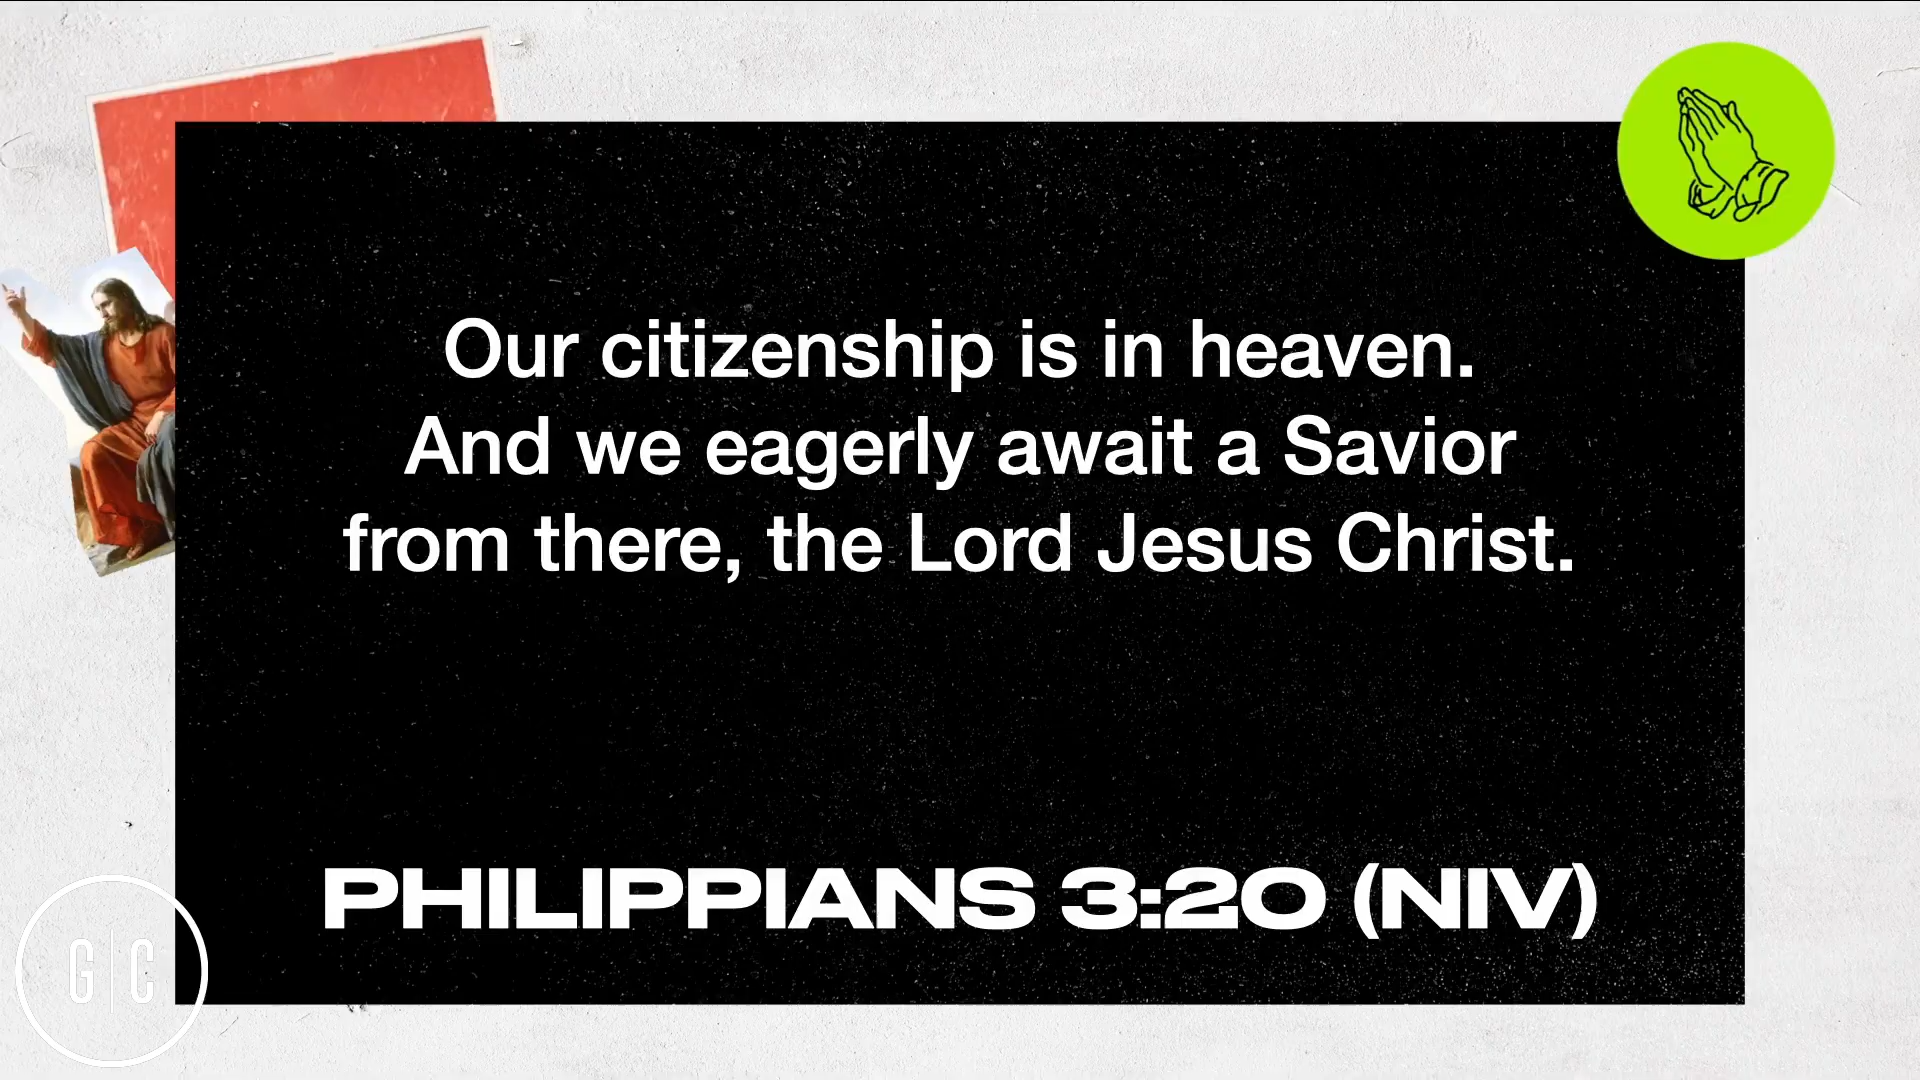 Our citizenship is in heaven.
And we eagerly await a Savior
from there, the Lord Jesus Christ.
PHILIPPIANS 3:20 (NIV)
G|C